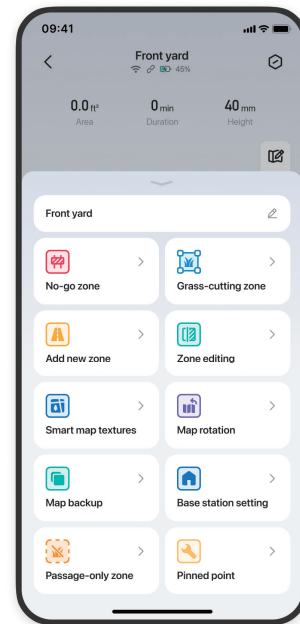 09:41
Front yard
45%
0.0 ft² 0 min 40 mm
Area Duration Height
Front yard
No-go zone Grass-cutting zone
Add new zone Zone editing
Smart map textures Map rotation
Map backup Base station setting
Passage-only zone Pinned point